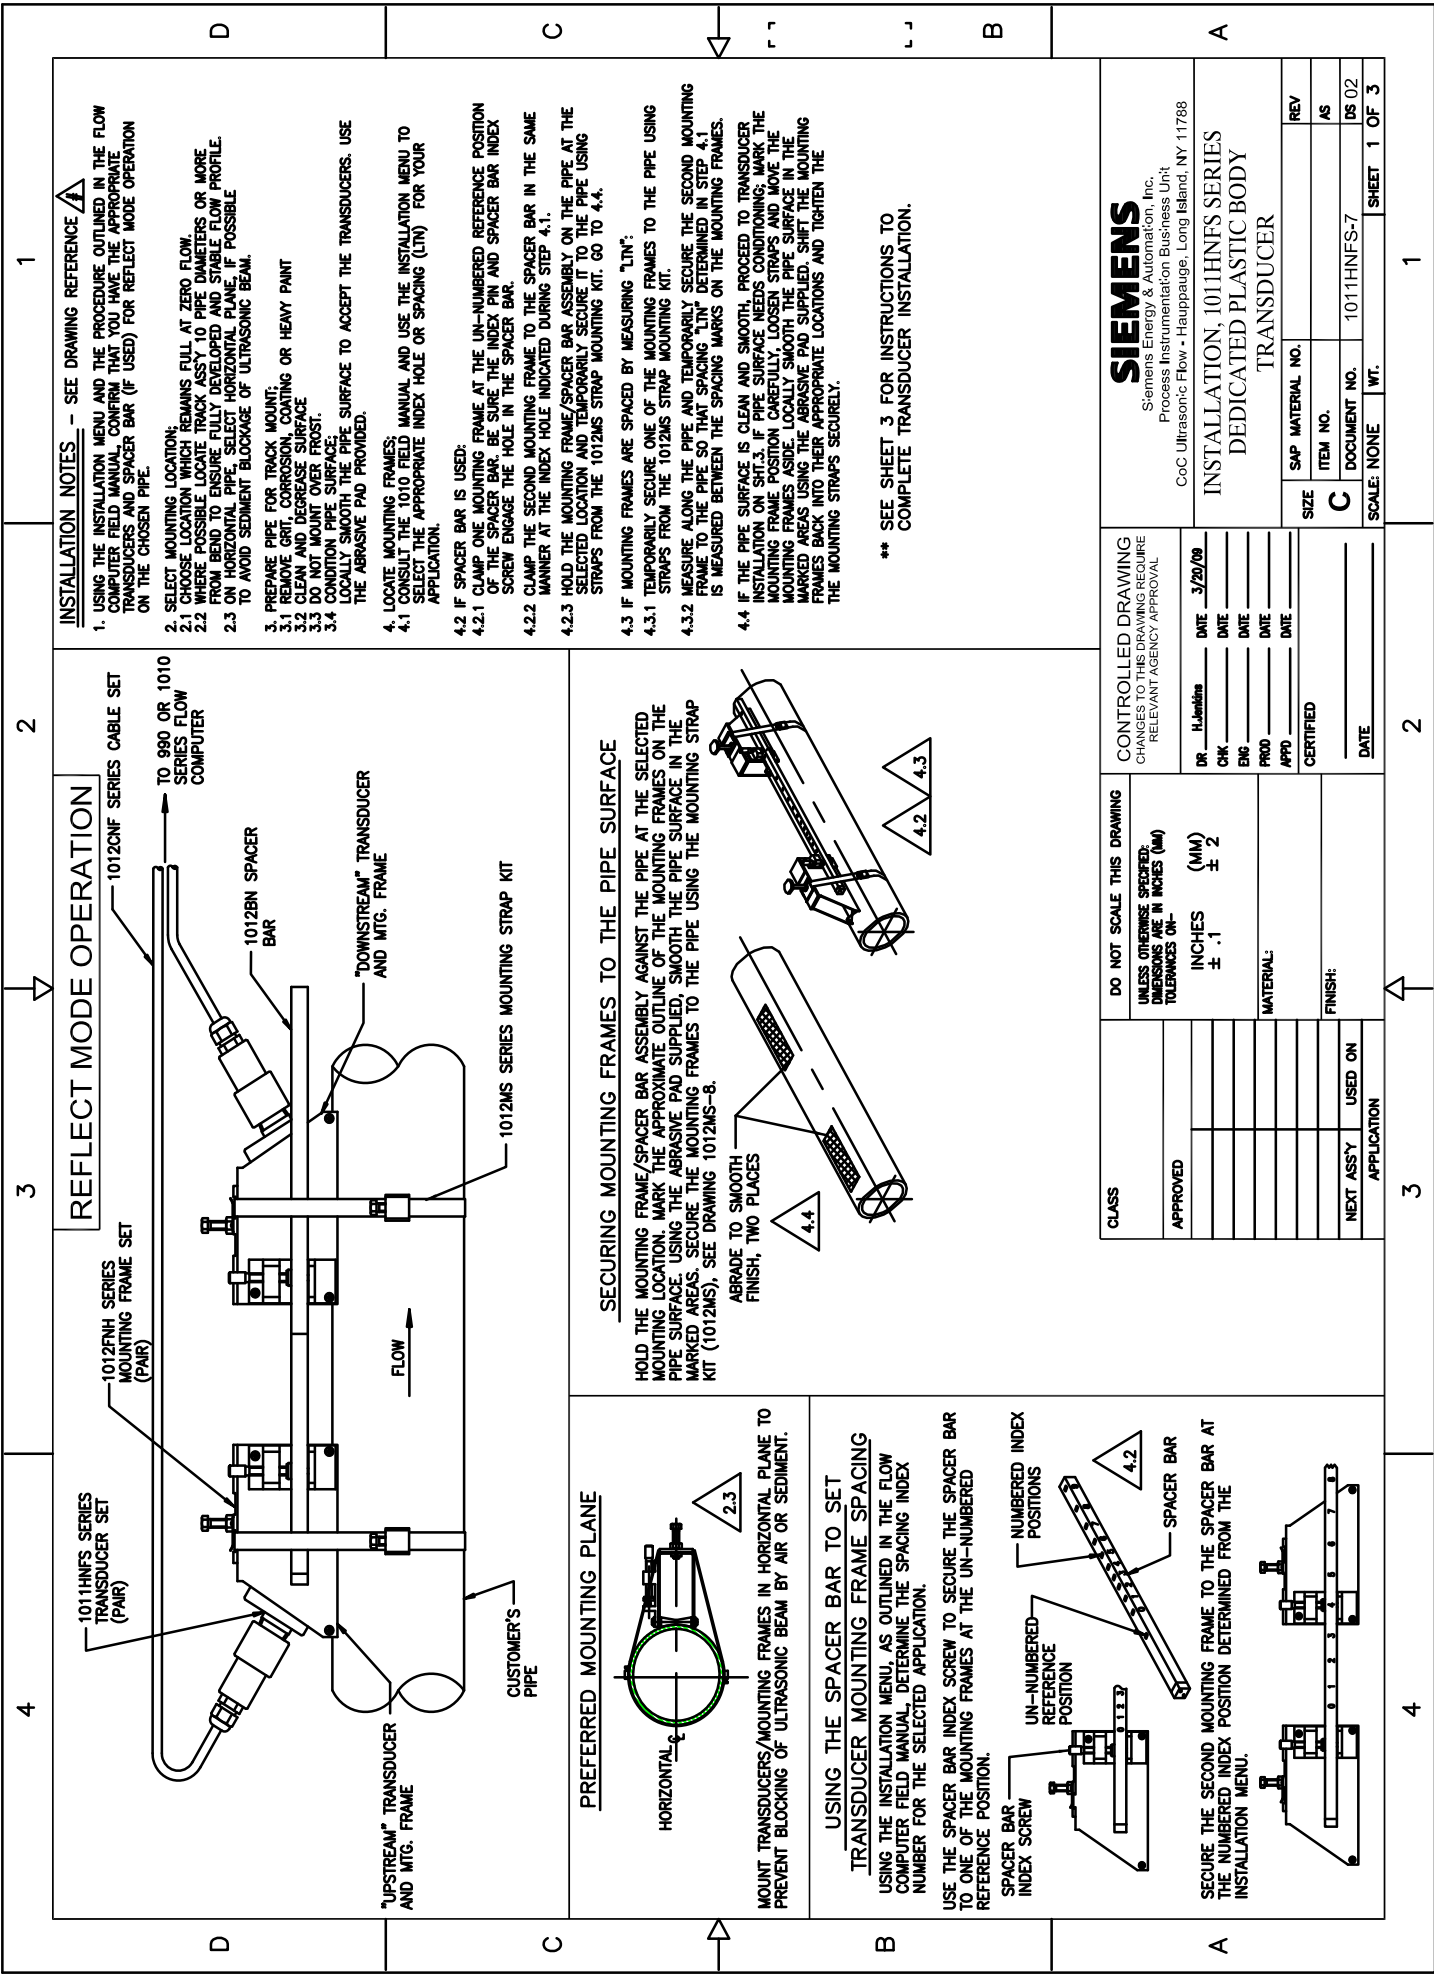 4
3
2
1
D
C
B
A
REFLECT MODE OPERATION
1011HNFS SERIES
TRANSDUCER SET
(PAIR)
1012FNH SERIES
MOUNTING FRAME SET
(PAIR)
1012CNF SERIES CABLE SET
TO 990 OR 1010
SERIES FLOW
COMPUTER
1012BN SPACER
BAR
"DOWNSTREAM" TRANSDUCER
AND MTG. FRAME
1012MS SERIES MOUNTING STRAP KIT
FLOW
"UPSTREAM" TRANSDUCER
AND MTG. FRAME
CUSTOMER'S
PIPE
INSTALLATION NOTES - SEE DRAWING REFERENCE
#
1. USING THE INSTALLATION MENU AND THE PROCEDURE OUTLINED IN THE FLOW
COMPUTER FIELD MANUAL, CONFIRM THAT YOU HAVE THE APPROPRIATE
TRANSDUCERS AND SPACER BAR (IF USED) FOR REFLECT MODE OPERATION
ON THE CHOSEN PIPE.
2. SELECT MOUNTING LOCATION;
2.1 CHOOSE LOCATION WHICH REMAINS FULL AT ZERO FLOW.
2.2 WHERE POSSIBLE LOCATE TRACK ASS'Y 10 PIPE DIAMETERS OR MORE
FROM BEND TO ENSURE FULLY DEVELOPED AND STABLE FLOW PROFILE.
2.3 ON HORIZONTAL PIPE, SELECT HORIZONTAL PLANE, IF POSSIBLE
TO AVOID SEDIMENT BLOCKAGE OF ULTRASONIC BEAM.
3. PREPARE PIPE FOR TRACK MOUNT;
3.1 REMOVE GRIT, CORROSION, COATING OR HEAVY PAINT
3.2 CLEAN AND DEGREASE SURFACE
3.3 DO NOT MOUNT OVER FROST.
3.4 CONDITION PIPE SURFACE;
LOCALLY SMOOTH THE PIPE SURFACE TO ACCEPT THE TRANSDUCERS. USE
THE ABRASIVE PAD PROVIDED.
4. LOCATE MOUNTING FRAMES;
4.1 CONSULT THE 1010 FIELD MANUAL AND USE THE INSTALLATION MENU TO
SELECT THE APPROPRIATE INDEX HOLE OR SPACING (LTN) FOR YOUR
APPLICATION.
4.2 IF SPACER BAR IS USED:
4.2.1 CLAMP ONE MOUNTING FRAME AT THE UN-NUMBERED REFERENCE POSITION
OF THE SPACER BAR. BE SURE THE INDEX PIN AND SPACER BAR INDEX
SCREW ENGAGE THE HOLE IN THE SPACER BAR.
4.2.2 CLAMP THE SECOND MOUNTING FRAME TO THE SPACER BAR IN THE SAME
MANNER AT THE INDEX HOLE INDICATED DURING STEP 4.1.
4.2.3 HOLD THE MOUNTING FRAME/SPACER BAR ASSEMBLY ON THE PIPE AT THE
SELECTED LOCATION AND TEMPORARILY SECURE IT TO THE PIPE USING
STRAPS FROM THE 1012MS STRAP MOUNTING KIT. GO TO 4.4.
4.3 IF MOUNTING FRAMES ARE SPACED BY MEASURING "LTN":
4.3.1 TEMPORARILY SECURE ONE OF THE MOUNTING FRAMES TO THE PIPE USING
STRAPS FROM THE 1012MS STRAP MOUNTING KIT.
4.3.2 MEASURE ALONG THE PIPE AND TEMPORARILY SECURE THE SECOND MOUNTING
FRAME TO THE PIPE SO THAT SPACING "LTN" DETERMINED IN STEP 4.1
IS MEASURED BETWEEN THE SPACING MARKS ON THE MOUNTING FRAMES.
4.4 IF THE PIPE SURFACE IS CLEAN AND SMOOTH, PROCEED TO TRANSDUCER
INSTALLATION ON SHT.3. IF PIPE SURFACE NEEDS CONDITIONING; MARK THE
MOUNTING FRAME POSITION CAREFULLY, LOOSEN STRAPS AND MOVE THE
MOUNTING FRAMES ASIDE. LOCALLY SMOOTH THE PIPE SURFACE IN THE
MARKED AREAS USING THE ABRASIVE PAD SUPPLIED. SHIFT THE MOUNTING
FRAMES BACK INTO THEIR APPROPRIATE LOCATIONS AND TIGHTEN THE
THE MOUNTING STRAPS SECURELY.
** SEE SHEET 3 FOR INSTRUCTIONS TO
COMPLETE TRANSDUCER INSTALLATION.
PREFERRED MOUNTING PLANE
HORIZONTAL ℄
2.3
MOUNT TRANSDUCERS/MOUNTING FRAMES IN HORIZONTAL PLANE TO
PREVENT BLOCKING OF ULTRASONIC BEAM BY AIR OR SEDIMENT.
SECURING MOUNTING FRAMES TO THE PIPE SURFACE
HOLD THE MOUNTING FRAME/SPACER BAR ASSEMBLY AGAINST THE PIPE AT THE SELECTED
MOUNTING LOCATION. MARK THE APPROXIMATE OUTLINE OF THE MOUNTING FRAMES ON THE
PIPE SURFACE. USING THE ABRASIVE PAD SUPPLIED, SMOOTH THE PIPE SURFACE IN THE
MARKED AREAS. SECURE THE MOUNTING FRAMES TO THE PIPE USING THE MOUNTING STRAP
KIT (1012MS), SEE DRAWING 1012MS-8.
ABRADE TO SMOOTH
FINISH, TWO PLACES
4.4
4.2
4.3
USING THE SPACER BAR TO SET
TRANSDUCER MOUNTING FRAME SPACING
USING THE INSTALLATION MENU, AS OUTLINED IN THE FLOW
COMPUTER FIELD MANUAL, DETERMINE THE SPACING INDEX
NUMBER FOR THE SELECTED APPLICATION.
USE THE SPACER BAR INDEX SCREW TO SECURE THE SPACER BAR
TO ONE OF THE MOUNTING FRAMES AT THE UN-NUMBERED
REFERENCE POSITION.
SPACER BAR
INDEX SCREW
0 1 2 3
UN-NUMBERED
REFERENCE
POSITION
NUMBERED INDEX
POSITIONS
4.2
SPACER BAR
SECURE THE SECOND MOUNTING FRAME TO THE SPACER BAR AT
THE NUMBERED INDEX POSITION DETERMINED FROM THE
INSTALLATION MENU.
0 1 2 3 4 5 6 7 8
CLASS
APPROVED
NEXT ASS'Y
USED ON
APPLICATION
DO NOT SCALE THIS DRAWING
UNLESS OTHERWISE SPECIFIED:
DIMENSIONS ARE IN INCHES (MM)
TOLERANCES ON-
INCHES (MM)
± .1 ± 2
MATERIAL:
FINISH:
CONTROLLED DRAWING
CHANGES TO THIS DRAWING REQUIRE
RELEVANT AGENCY APPROVAL
DR H.Jenkins DATE 3/20/09
CHK DATE
ENG DATE
PROD DATE
APPD DATE
CERTIFIED
DATE
SIEMENS
Siemens Energy & Automation, Inc.
Process Instrumentation Business Unit
CoC Ultrasonic Flow - Hauppauge, Long Island, NY 11788
INSTALLATION, 1011HNFS SERIES
DEDICATED PLASTIC BODY
TRANSDUCER
SIZE
C
SAP MATERIAL NO.
REV
ITEM NO.
AS
DOCUMENT NO. 1011HNFS-7
DS 02
SCALE: NONE
WT.
SHEET 1 OF 3
4
3
2
1
D
C
B
A